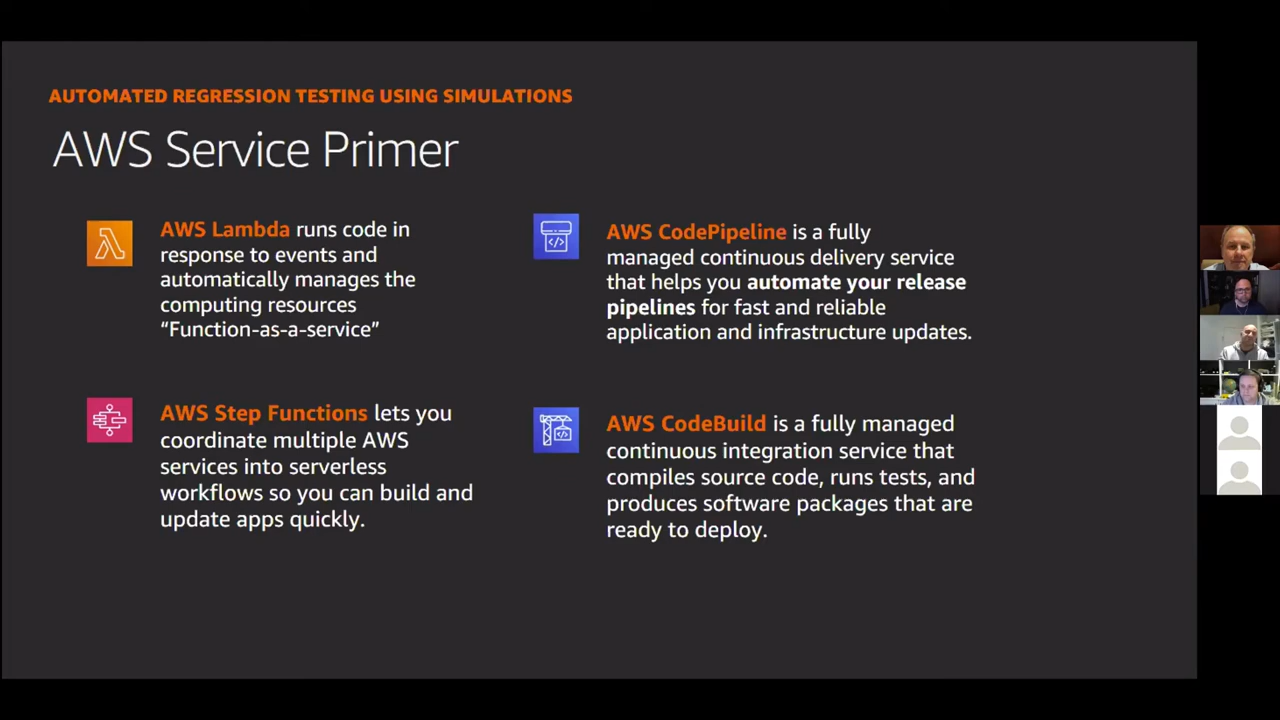 AUTOMATED REGRESSION TESTING USING SIMULATIONS
AWS Service Primer
AWS Lambda runs code in
response to events and
automatically manages the
computing resources
“Function-as-a-service”
AWS Step Functions lets you
coordinate multiple AWS
services into serverless
workflows so you can build and
update apps quickly.
AWS CodePipeline is a fully
managed continuous delivery service
that helps you automate your release
pipelines for fast and reliable
application and infrastructure updates.
AWS CodeBuild is a fully managed
continuous integration service that
compiles source code, runs tests, and
produces software packages that are
ready to deploy.